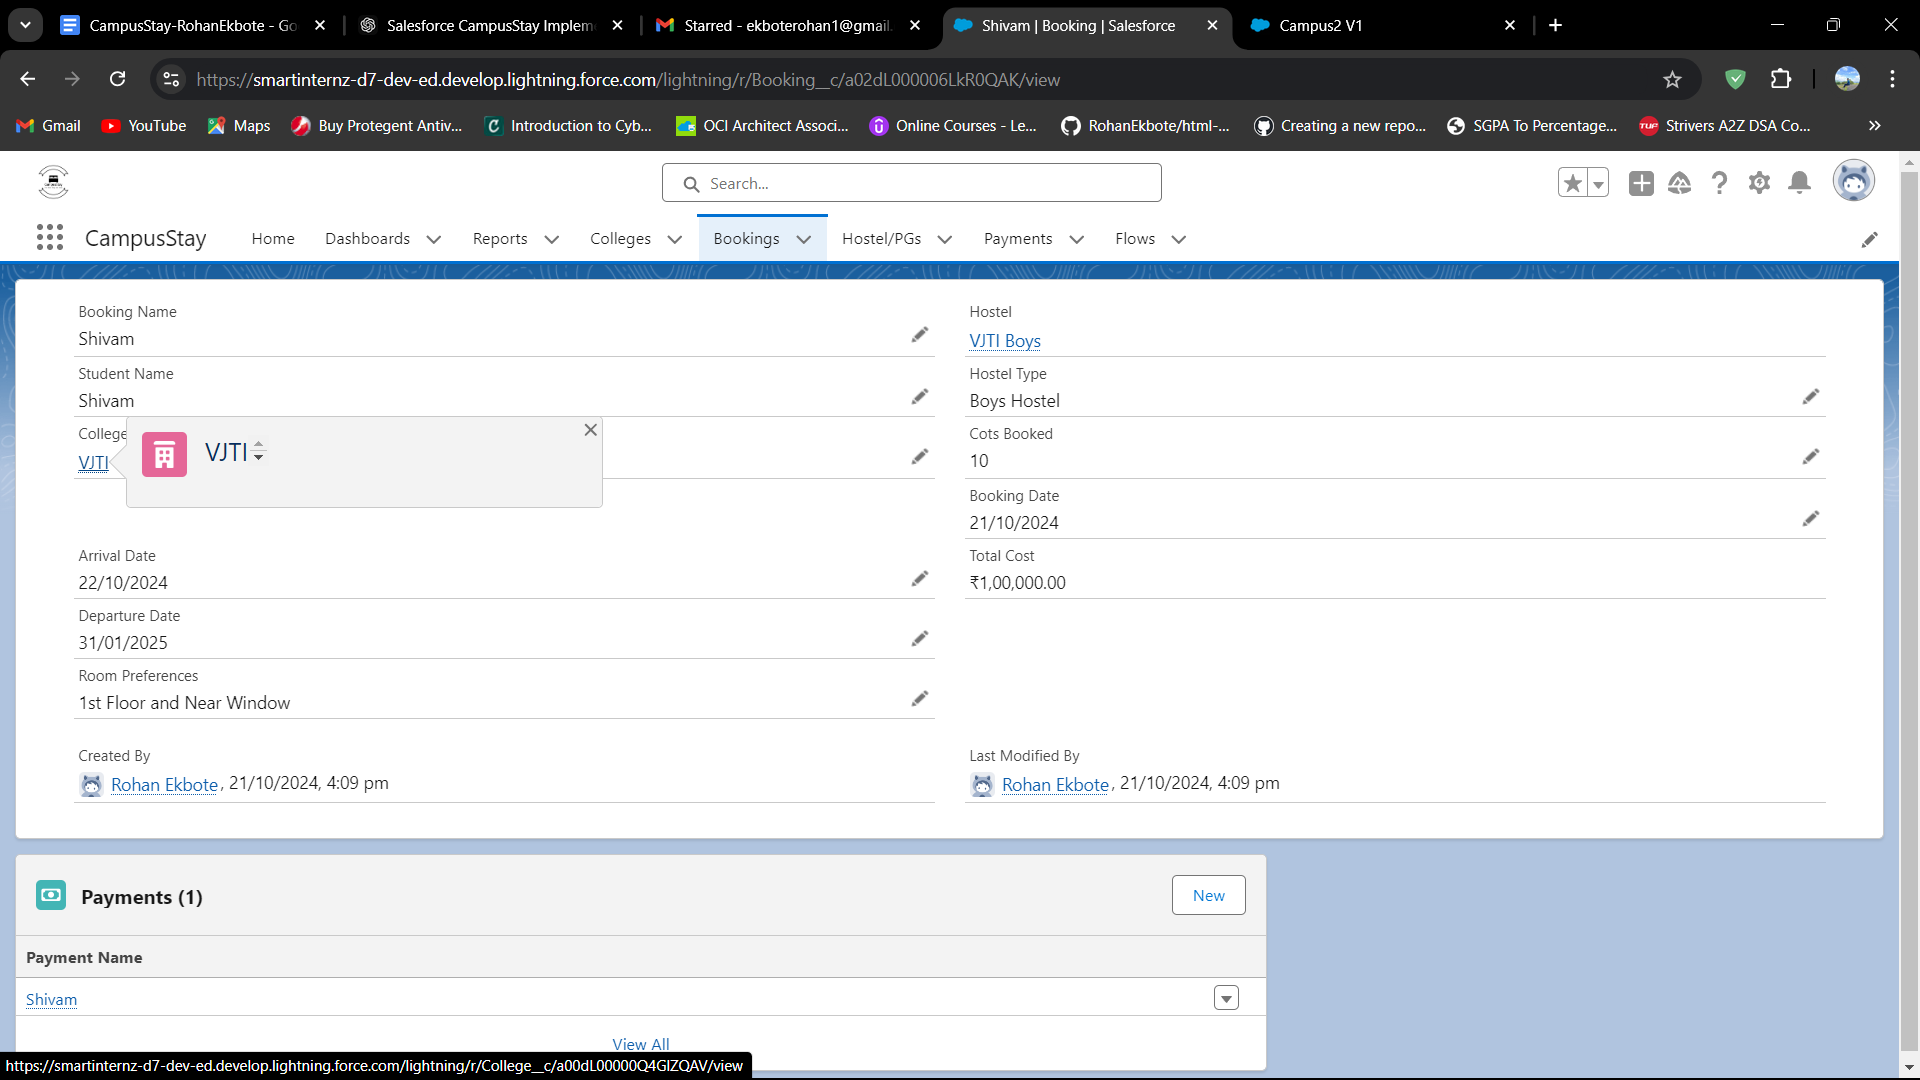 CampusStay-RohanEkbote - Go
Salesforce CampusStay Implem
Starred - ekboterohan1@gmail.
Shivam | Booking | Salesforce
Campus2 V1
https://smartinternz-d7-dev-ed.develop.lightning.force.com/lightning/r/Booking__c/a02dL000006LkR0QAK/view
Gmail
YouTube
Maps
Buy Protegent Antiv...
Introduction to Cyb...
OCI Architect Associ...
Online Courses - Le...
RohanEkbote/html-...
Creating a new repo...
SGPA To Percentage...
Strivers A2Z DSA Co...
Search...
CampusStay
Home
Dashboards
Reports
Colleges
Bookings
Hostel/PGs
Payments
Flows
Booking Name
Shivam
Hostel
VJTI Boys
Student Name
Shivam
Hostel Type
Boys Hostel
College
VJTI
VJTI
Cots Booked
10
Booking Date
21/10/2024
Arrival Date
22/10/2024
Total Cost
₹1,00,000.00
Departure Date
31/01/2025
Room Preferences
1st Floor and Near Window
Created By
Rohan Ekbote, 21/10/2024, 4:09 pm
Last Modified By
Rohan Ekbote, 21/10/2024, 4:09 pm
Payments (1)
New
Payment Name
Shivam
View All
https://smartinternz-d7-dev-ed.develop.lightning.force.com/lightning/r/College__c/a00dL00000Q4GlZQAV/view